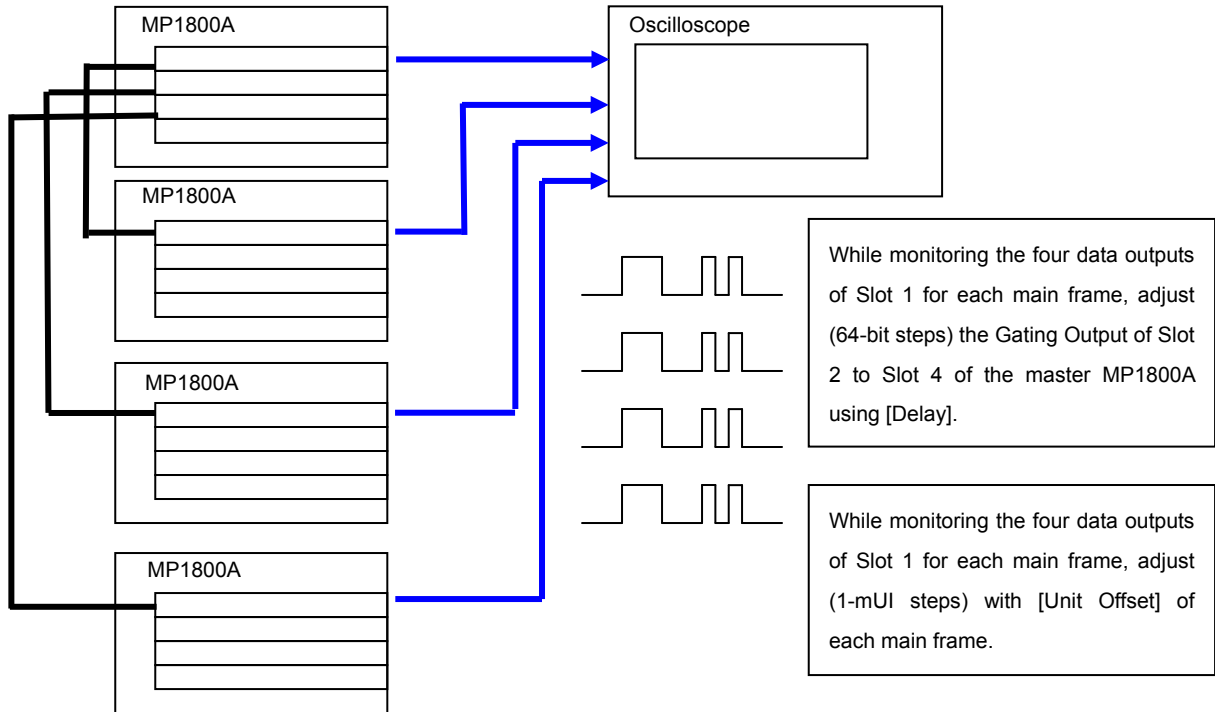 MP1800A
Oscilloscope
MP1800A
MP1800A
MP1800A
While monitoring the four data outputs
of Slot 1 for each main frame, adjust
(64-bit steps) the Gating Output of Slot
2 to Slot 4 of the master MP1800A
using [Delay].
While monitoring the four data outputs
of Slot 1 for each main frame, adjust
(1-mUI steps) with [Unit Offset] of
each main frame.